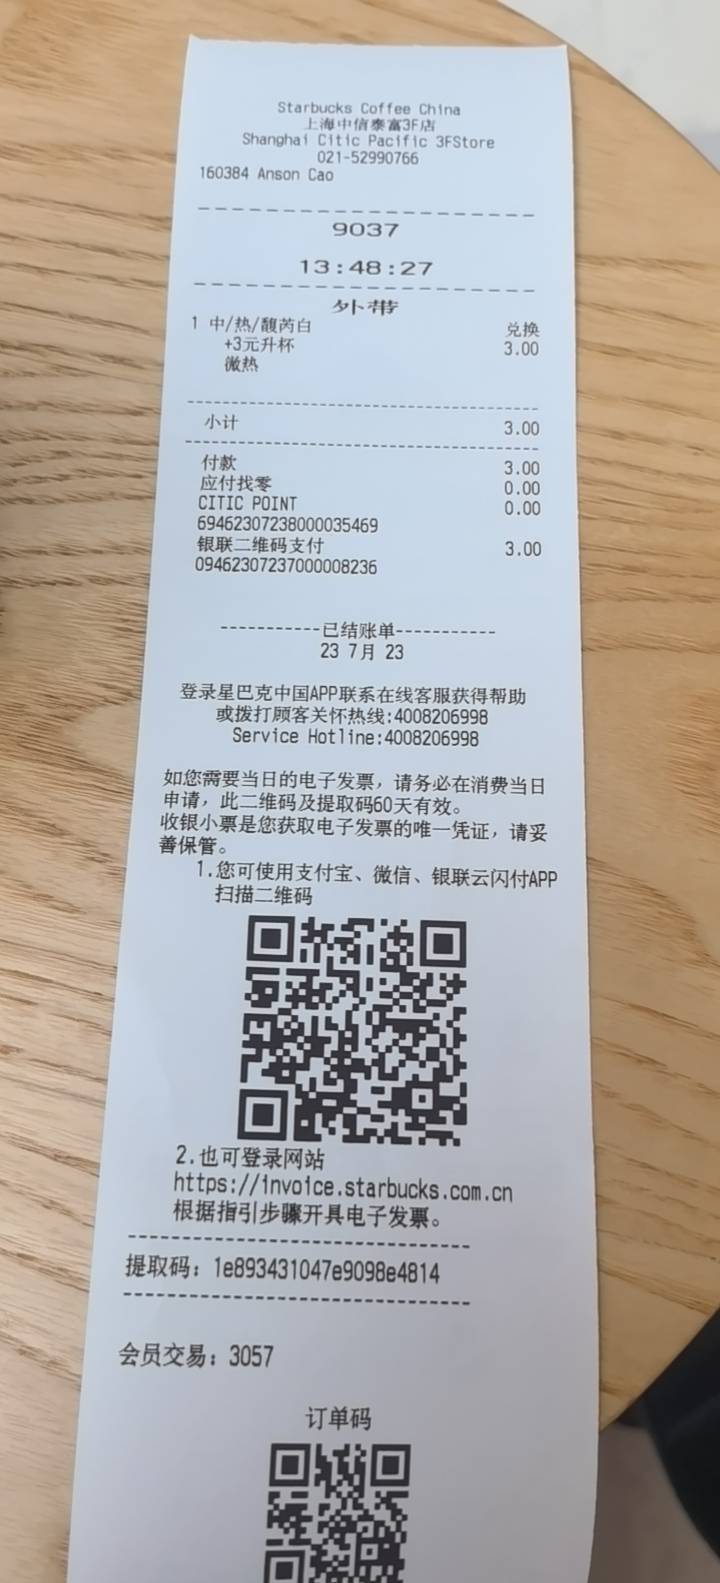 Starbucks Coffee China
上海中信泰富3F店
Shanghai Citic Pacific 3FStore
021-52990766
160384 Anson Cao
9037
13:48:27
外带
1 中/热/馥芮白 兑换
+3元升杯 3.00
微热
小计 3.00
付款 3.00
应付找零 0.00
CITIC POINT 0.00
69462307238000035469
银联二维码支付 3.00
09462307237000008236
-----------已结账单-----------
23 7月 23
登录星巴克中国APP联系在线客服获得帮助
或拨打顾客关怀热线:4008206998
Service Hotline:4008206998
如您需要当日的电子发票，请务必在消费当日
申请，此二维码及提取码60天有效。
收银小票是您获取电子发票的唯一凭证，请妥
善保管。
1.您可使用支付宝、微信、银联云闪付APP
扫描二维码
2.也可登录网站
https://invoice.starbucks.com.cn
根据指引步骤开具电子发票。
提取码：1e893431047e9098e4814
会员交易：3057
订单码